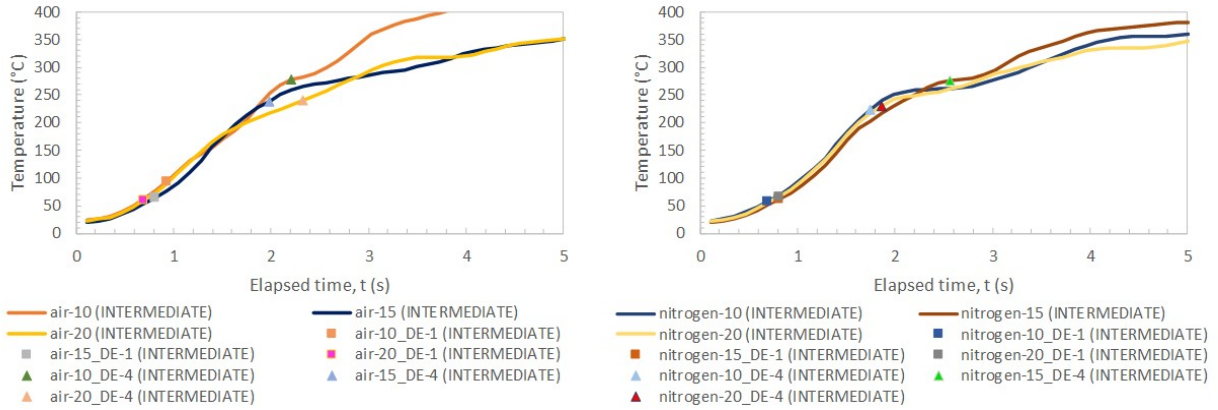 400
350
300
250
200
150
100
50
0
Temperature (°C)
0 1 2 3 4 5
Elapsed time, t (s)
air-10 (INTERMEDIATE) air-15 (INTERMEDIATE)
air-20 (INTERMEDIATE) air-10_DE-1 (INTERMEDIATE)
air-15_DE-1 (INTERMEDIATE) air-20_DE-1 (INTERMEDIATE)
air-10_DE-4 (INTERMEDIATE) air-15_DE-4 (INTERMEDIATE)
air-20_DE-4 (INTERMEDIATE)
400
350
300
250
200
150
100
50
0
Temperature (°C)
0 1 2 3 4 5
Elapsed time, t (s)
nitrogen-10 (INTERMEDIATE) nitrogen-15 (INTERMEDIATE)
nitrogen-20 (INTERMEDIATE) nitrogen-10_DE-1 (INTERMEDIATE)
nitrogen-15_DE-1 (INTERMEDIATE) nitrogen-20_DE-1 (INTERMEDIATE)
nitrogen-10_DE-4 (INTERMEDIATE) nitrogen-15_DE-4 (INTERMEDIATE)
nitrogen-20_DE-4 (INTERMEDIATE)